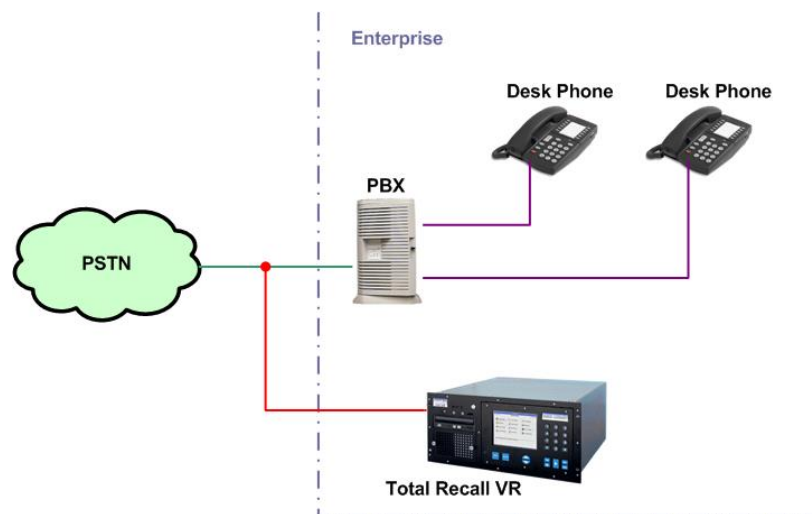 Enterprise
Desk Phone
Desk Phone
PBX
PSTN
Total Recall VR